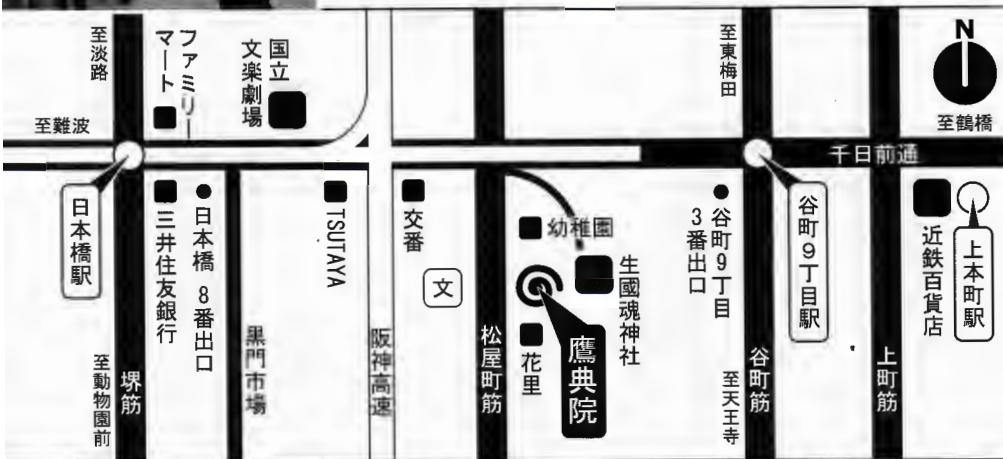 至淡路
ファミリー
マート
国立
文楽劇場
至東梅田
N
至難波
至鶴橋
千日前通
日本橋駅
三井住友銀行
日本橋 8番出口
TSUTAYA
交番
文
幼稚園
生國魂神社
鷹典院
花里
谷町9丁目
3番出口
谷町9丁目駅
近鉄百貨店
上本町駅
至動物園前
堺筋
黒門市場
阪神高速
松屋町筋
至天王寺
谷町筋
上町筋